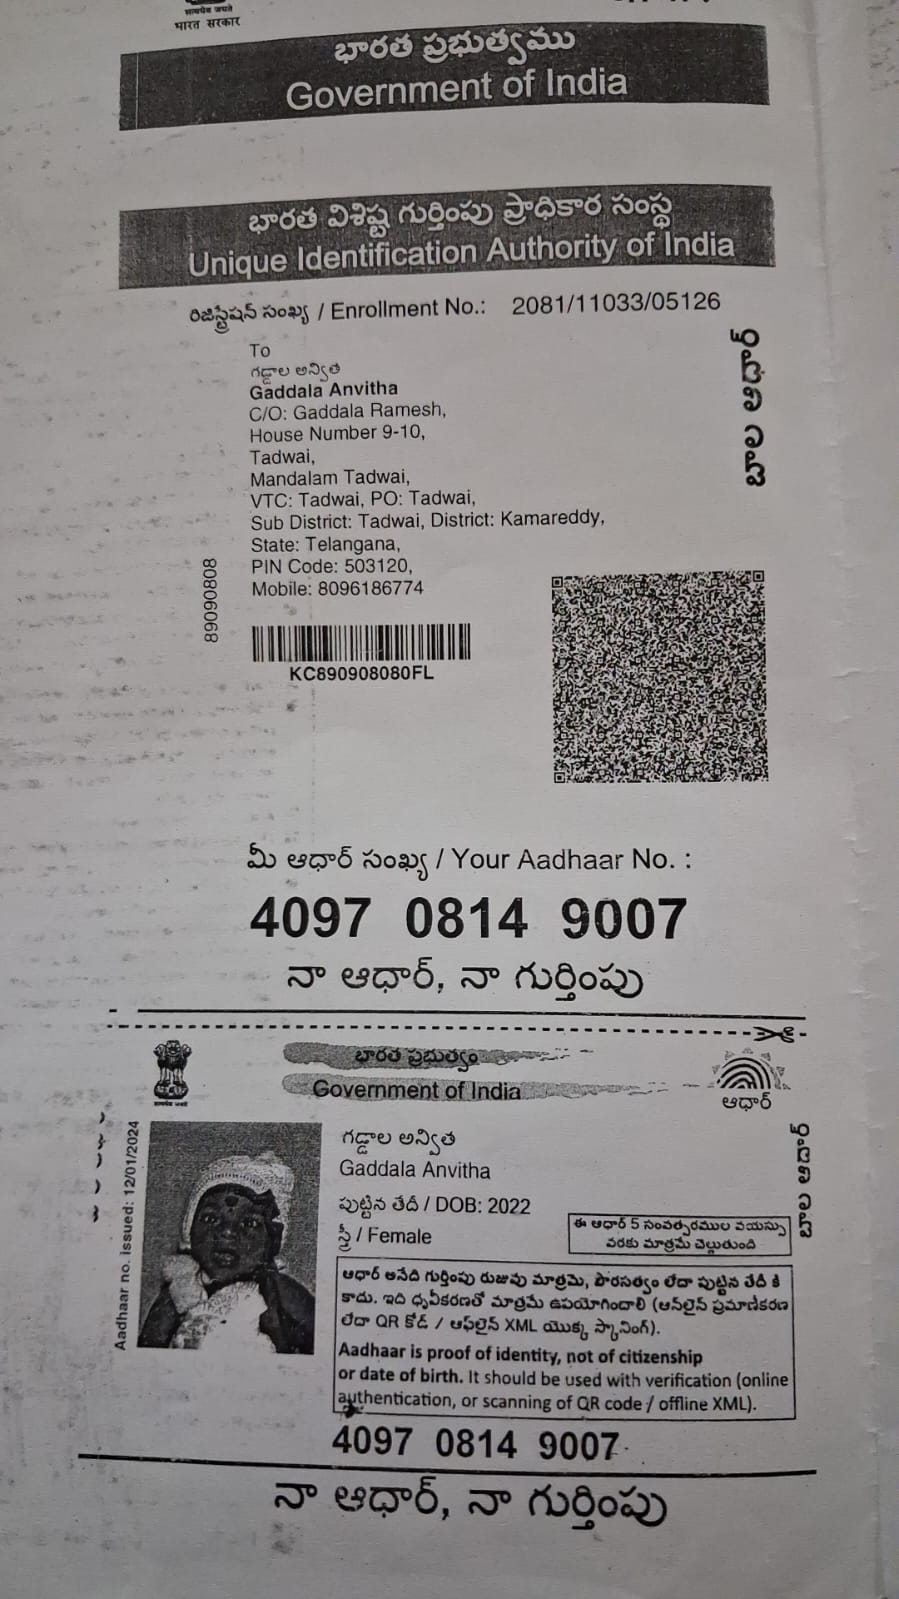 सत्यमेव जयते
भारत सरकार
భారత ప్రభుత్వము
Government of India
భారత విశిష్ట గుర్తింపు ప్రాధికార సంస్థ
Unique Identification Authority of India
రిజిస్ట్రేషన్ సంఖ్య / Enrollment No.: 2081/11033/05126
To
గడ్డాల అన్విత
Gaddala Anvitha
C/O: Gaddala Ramesh,
House Number 9-10,
Tadwai,
Mandalam Tadwai,
VTC: Tadwai, PO: Tadwai,
Sub District: Tadwai, District: Kamareddy,
State: Telangana,
PIN Code: 503120,
Mobile: 8096186774
89090808
బాల ఆధార్
KC890908080FL
మీ ఆధార్ సంఖ్య / Your Aadhaar No. :
4097 0814 9007
నా ఆధార్, నా గుర్తింపు
భారత ప్రభుత్వం
Government of India
ఆధార్
Aadhaar no. issued: 12/01/2024
గడ్డాల అన్విత
Gaddala Anvitha
పుట్టిన తేదీ / DOB: 2022
స్త్రీ / Female
బాల ఆధార్
ఈ ఆధార్ 5 సంవత్సరముల వయస్సు
వరకు మాత్రమే చెల్లుతుంది
ఆధార్ అనేది గుర్తింపు రుజువు మాత్రమే, పౌరసత్వం లేదా పుట్టిన తేదీ కి
కాదు. ఇది ధృవీకరణతో మాత్రమే ఉపయోగించాలి (ఆన్‌లైన్ ప్రమాణీకరణ
లేదా QR కోడ్ / ఆఫ్‌లైన్ XML యొక్క స్కానింగ్).
Aadhaar is proof of identity, not of citizenship
or date of birth. It should be used with verification (online
authentication, or scanning of QR code / offline XML).
4097 0814 9007
నా ఆధార్, నా గుర్తింపు